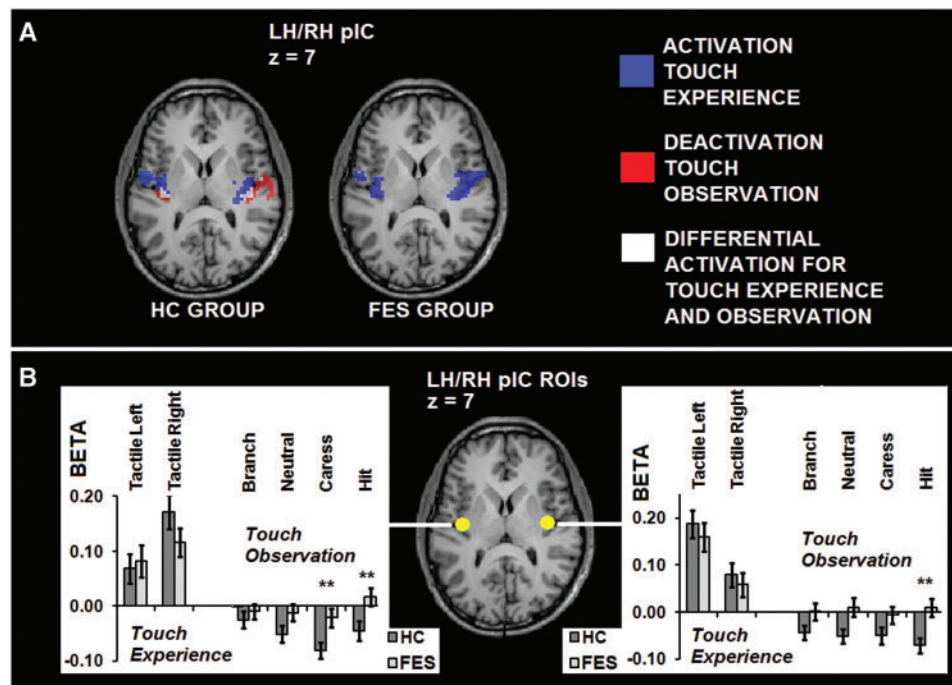 A
LH/RH pIC
z = 7
HC GROUP
FES GROUP
ACTIVATION
TOUCH
EXPERIENCE
DEACTIVATION
TOUCH
OBSERVATION
DIFFERENTIAL
ACTIVATION FOR
TOUCH EXPERIENCE
AND OBSERVATION
B
BETA
Tactile Left
Tactile Right
Branch
Neutral
Caress
Hit
0.20
0.10
0.00
-0.10
Touch
Observation
**
**
Touch
Experience
HC
FES
LH/RH pIC ROIs
z = 7
BETA
Tactile Left
Tactile Right
Branch
Neutral
Caress
Hit
0.20
0.10
0.00
-0.10
Touch
Observation
**
Touch
Experience
HC
FES